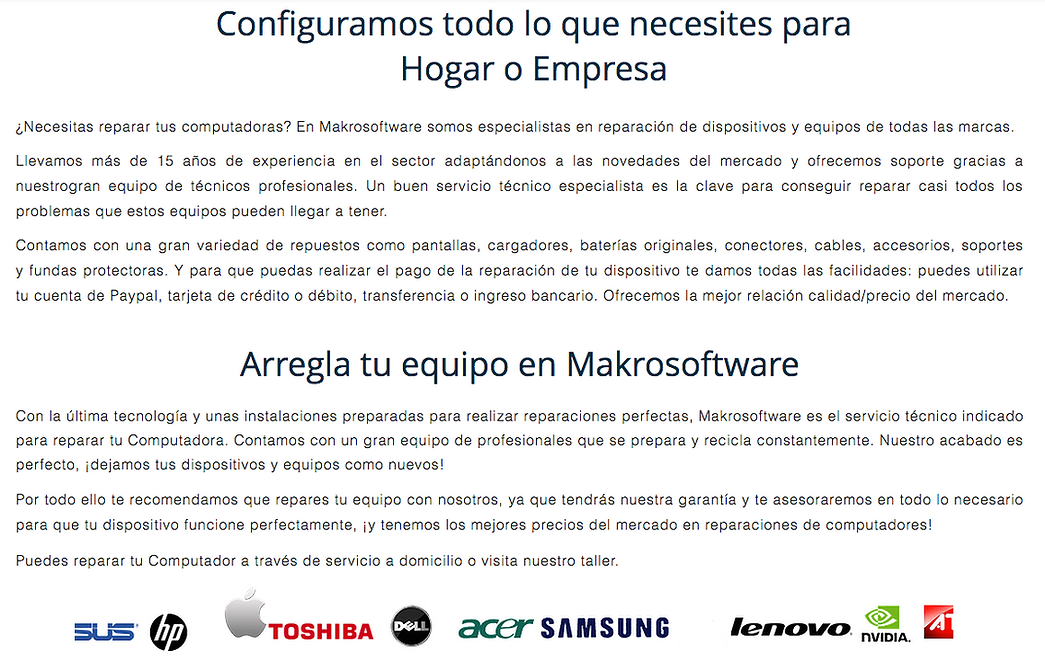 Configuramos todo lo que necesites para
Hogar o Empresa
¿Necesitas reparar tus computadoras? En Makrosoftware somos especialistas en reparación de dispositivos y equipos de todas las marcas.
Llevamos más de 15 años de experiencia en el sector adaptándonos a las novedades del mercado y ofrecemos soporte gracias a
nuestrogran equipo de técnicos profesionales. Un buen servicio técnico especialista es la clave para conseguir reparar casi todos los
problemas que estos equipos pueden llegar a tener.
Contamos con una gran variedad de repuestos como pantallas, cargadores, baterías originales, conectores, cables, accesorios, soportes
y fundas protectoras. Y para que puedas realizar el pago de la reparación de tu dispositivo te damos todas las facilidades: puedes utilizar
tu cuenta de Paypal, tarjeta de crédito o débito, transferencia o ingreso bancario. Ofrecemos la mejor relación calidad/precio del mercado.
Arregla tu equipo en Makrosoftware
Con la última tecnología y unas instalaciones preparadas para realizar reparaciones perfectas, Makrosoftware es el servicio técnico indicado
para reparar tu Computadora. Contamos con un gran equipo de profesionales que se prepara y recicla constantemente. Nuestro acabado es
perfecto, ¡dejamos tus dispositivos y equipos como nuevos!
Por todo ello te recomendamos que repares tu equipo con nosotros, ya que tendrás nuestra garantía y te asesoraremos en todo lo necesario
para que tu dispositivo funcione perfectamente, ¡y tenemos los mejores precios del mercado en reparaciones de computadores!
Puedes reparar tu Computador a través de servicio a domicilio o visita nuestro taller.
SUS hp TOSHIBA DELL acer SAMSUNG lenovo. NVIDIA. ATI